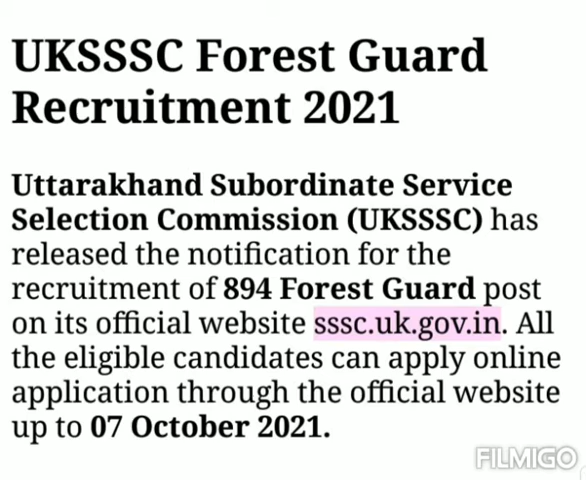 UKSSSC Forest Guard
Recruitment 2021
Uttarakhand Subordinate Service
Selection Commission (UKSSSC) has
released the notification for the
recruitment of 894 Forest Guard post
on its official website sssc.uk.gov.in. All
the eligible candidates can apply online
application through the official website
up to 07 October 2021.
FILMIGO